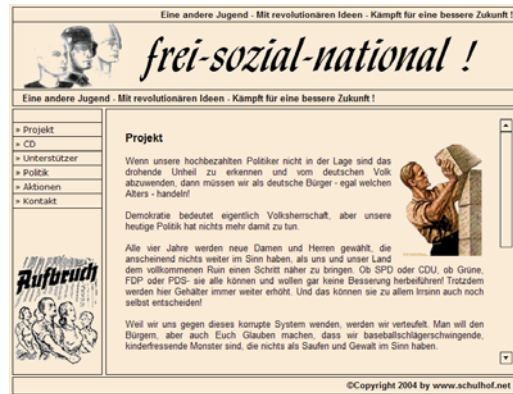 Eine andere Jugend - Mit revolutionären Ideen - Kämpft für eine bessere Zukunft !
frei-sozial-national !
Eine andere Jugend - Mit revolutionären Ideen - Kämpft für eine bessere Zukunft !
» Projekt
» CD
» Unterstützer
» Politik
» Aktionen
» Kontakt
Aufbruch
Projekt
Wenn unsere hochbezahlten Politiker nicht in der Lage sind das
drohende Unheil zu erkennen und vom deutschen Volk
abzuwenden, dann müssen wir als deutsche Bürger - egal welchen
Alters - handeln!
Demokratie bedeutet eigentlich Volksherrschaft, aber unsere
heutige Politik hat nichts mehr damit zu tun.
Alle vier Jahre werden neue Damen und Herren gewählt, die
anscheinend nichts weiter im Sinn haben, als uns und unser Land
dem vollkommenen Ruin einen Schritt näher zu bringen. Ob SPD oder CDU, ob Grüne,
FDP oder PDS- sie alle können und wollen gar keine Besserung herbeiführen! Trotzdem
werden hier Gehälter immer weiter erhöht. Und das können sie zu allem Irrsinn auch noch
selbst entscheiden!
Weil wir uns gegen dieses korrupte System wenden, werden wir verteufelt. Man will den
Bürgern, aber auch Euch Glauben machen, dass wir baseballschlägerschwingende,
kinderfressende Monster sind, die nichts als Saufen und Gewalt im Sinn haben.
©Copyright 2004 by www.schulhof.net